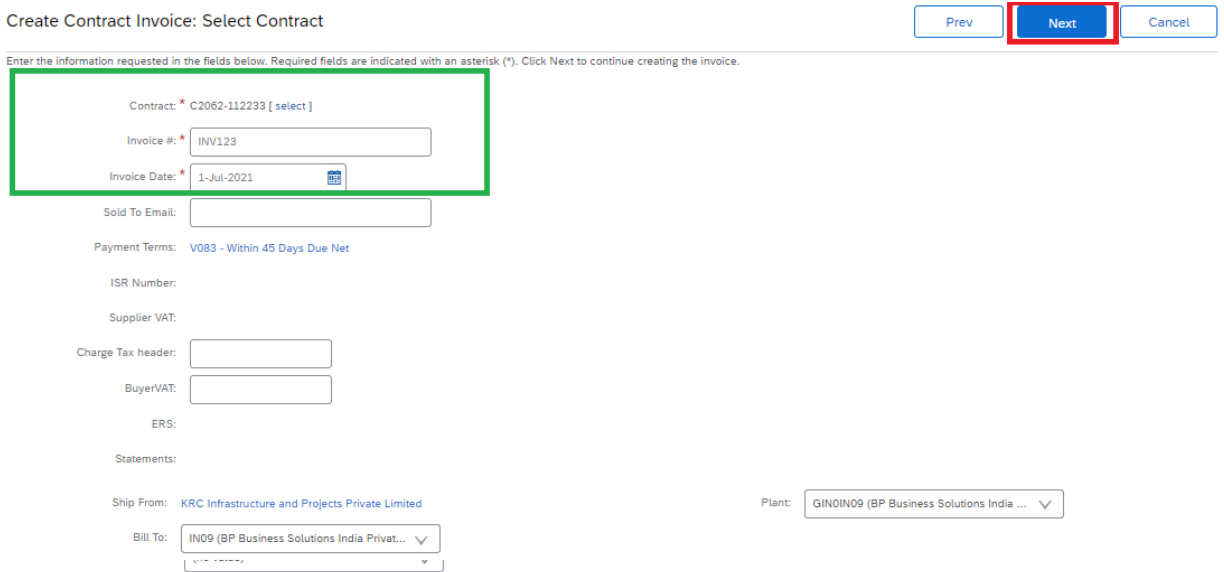 Create Contract Invoice: Select Contract
Prev
Next
Cancel
Enter the information requested in the fields below. Required fields are indicated with an asterisk (*). Click Next to continue creating the invoice.
Contract: * C2062-112233 [ select ]
Invoice #: * INV123
Invoice Date: * 1-Jul-2021
Sold To Email:
Payment Terms: V083 - Within 45 Days Due Net
ISR Number:
Supplier VAT:
Charge Tax header:
BuyerVAT:
ERS:
Statements:
Ship From: KRC Infrastructure and Projects Private Limited
Plant: GIN0IN09 (BP Business Solutions India ...
Bill To: IN09 (BP Business Solutions India Privat...